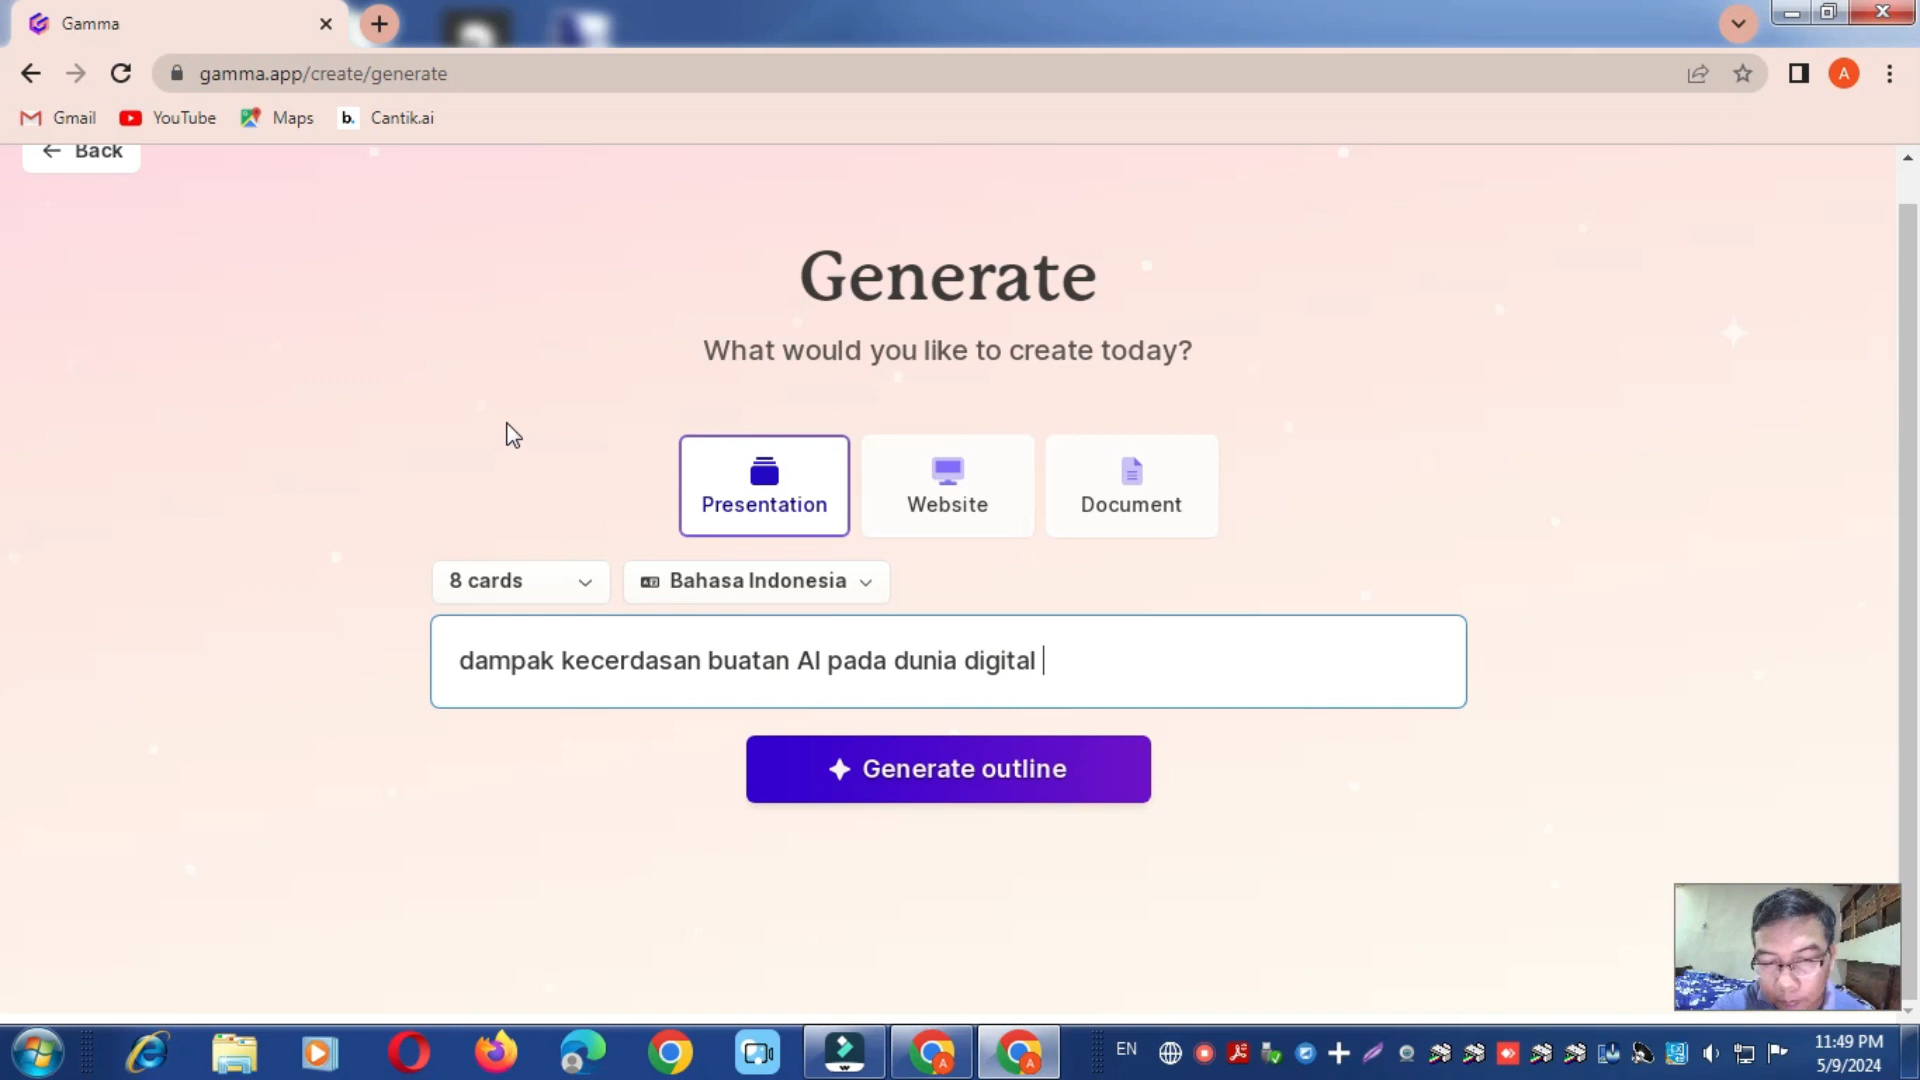 Gamma
gamma.app/create/generate
A
Gmail
YouTube
Maps
b.
Cantik.ai
Back
Generate
What would you like to create today?
Presentation
Website
Document
8 cards
Bahasa Indonesia
dampak kecerdasan buatan AI pada dunia digital
Generate outline
EN
11:49 PM
5/9/2024